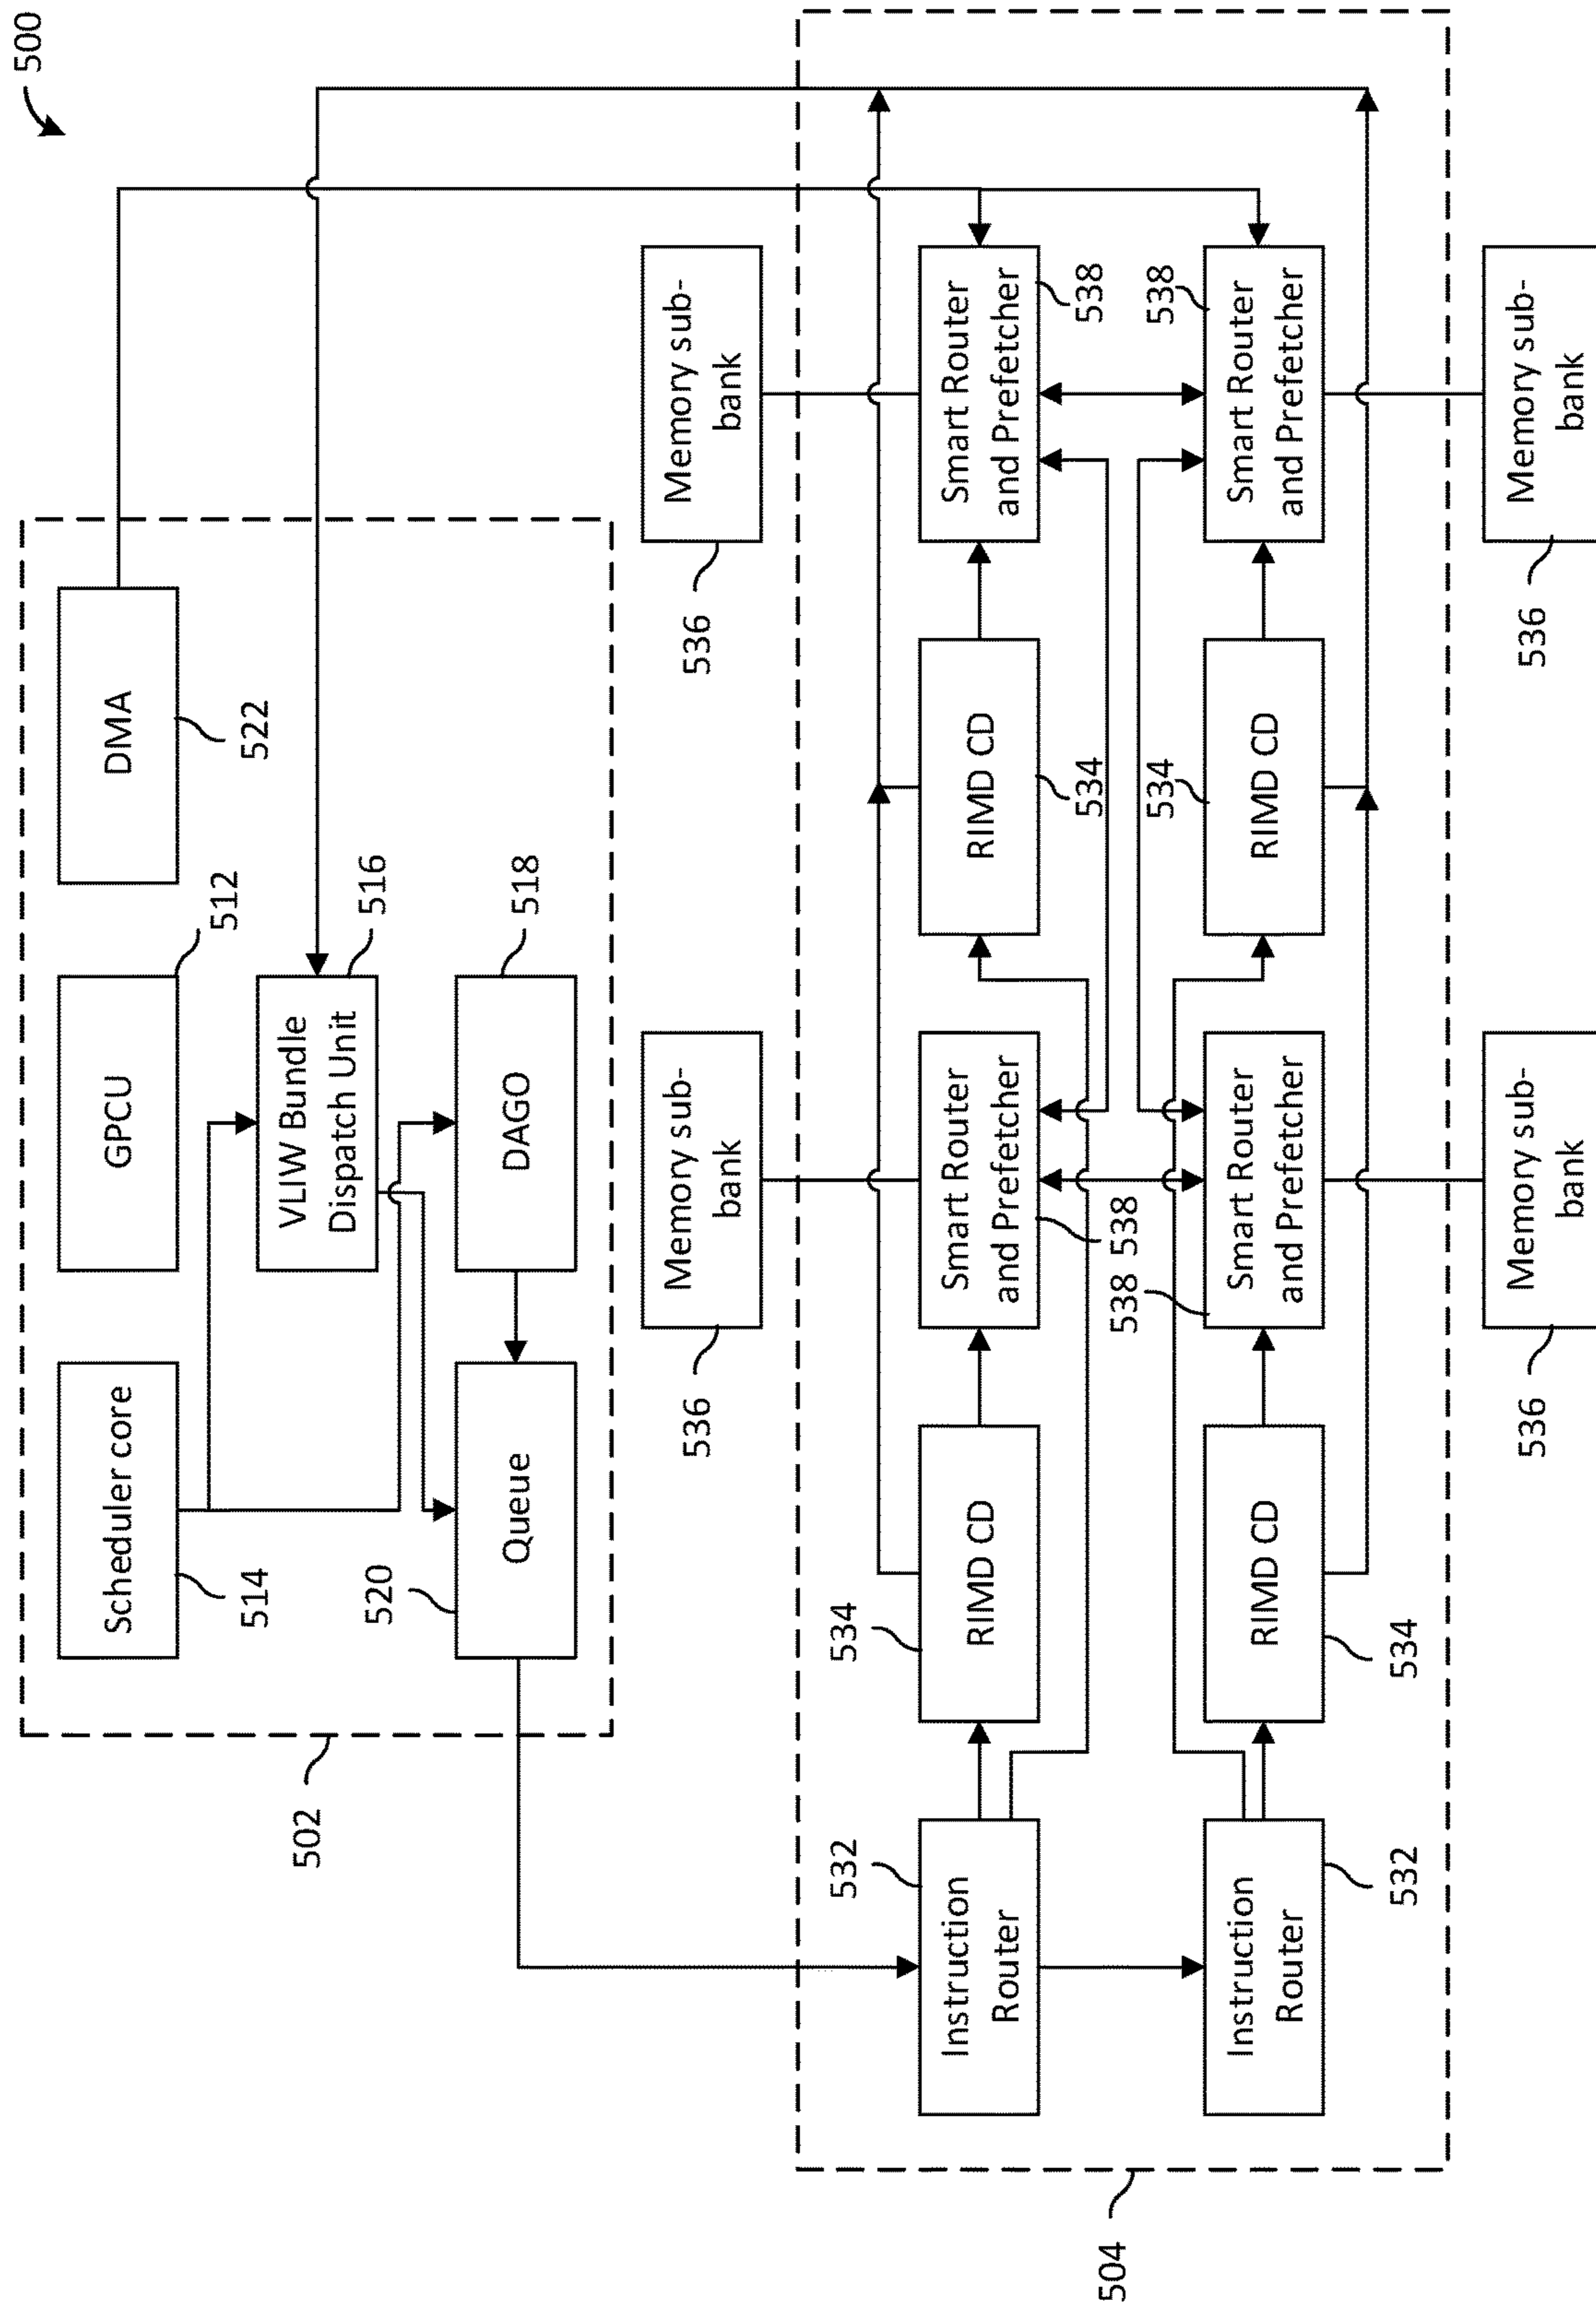 500
Scheduler core
514
GPCU
512
DMA
522
VLIW Bundle
Dispatch Unit
516
520
Queue
DAGO
518
502
536
Memory sub-
bank
536
Memory sub-
bank
532
Instruction
Router
534
RIMD CD
Smart Router
and Prefetcher
538
RIMD CD
534
Smart Router
and Prefetcher
538
Instruction
Router
532
RIMD CD
534
538
Smart Router
and Prefetcher
534
RIMD CD
538
Smart Router
and Prefetcher
504
536
Memory sub-
bank
536
Memory sub-
bank